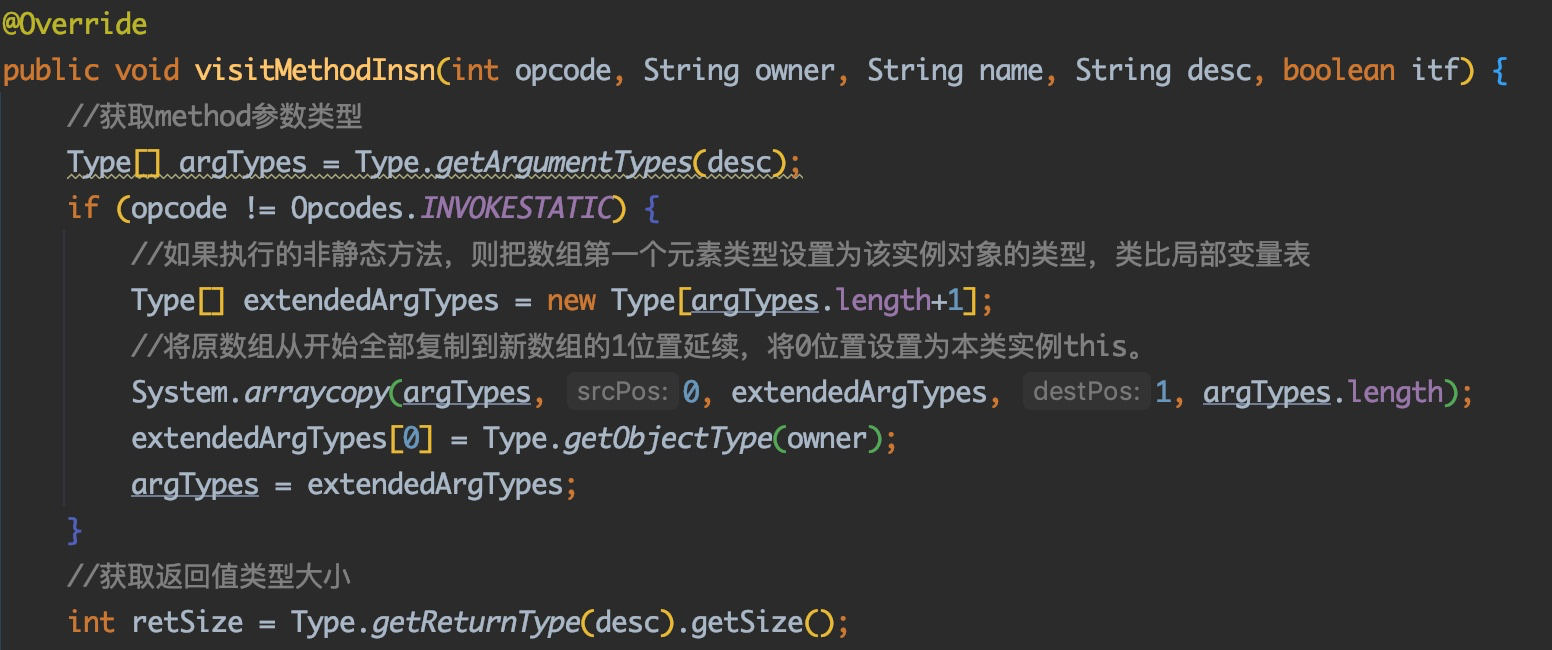 @Override
public void visitMethodInsn(int opcode, String owner, String name, String desc, boolean itf) {
//获取method参数类型
Type[] argTypes = Type.getArgumentTypes(desc);
if (opcode != Opcodes.INVOKESTATIC) {
//如果执行的非静态方法，则把数组第一个元素类型设置为该实例对象的类型，类比局部变量表
Type[] extendedArgTypes = new Type[argTypes.length+1];
//将原数组从开始全部复制到新数组的1位置延续，将0位置设置为本类实例this。
System.arraycopy(argTypes, srcPos: 0, extendedArgTypes, destPos: 1, argTypes.length);
extendedArgTypes[0] = Type.getObjectType(owner);
argTypes = extendedArgTypes;
}
//获取返回值类型大小
int retSize = Type.getReturnType(desc).getSize();